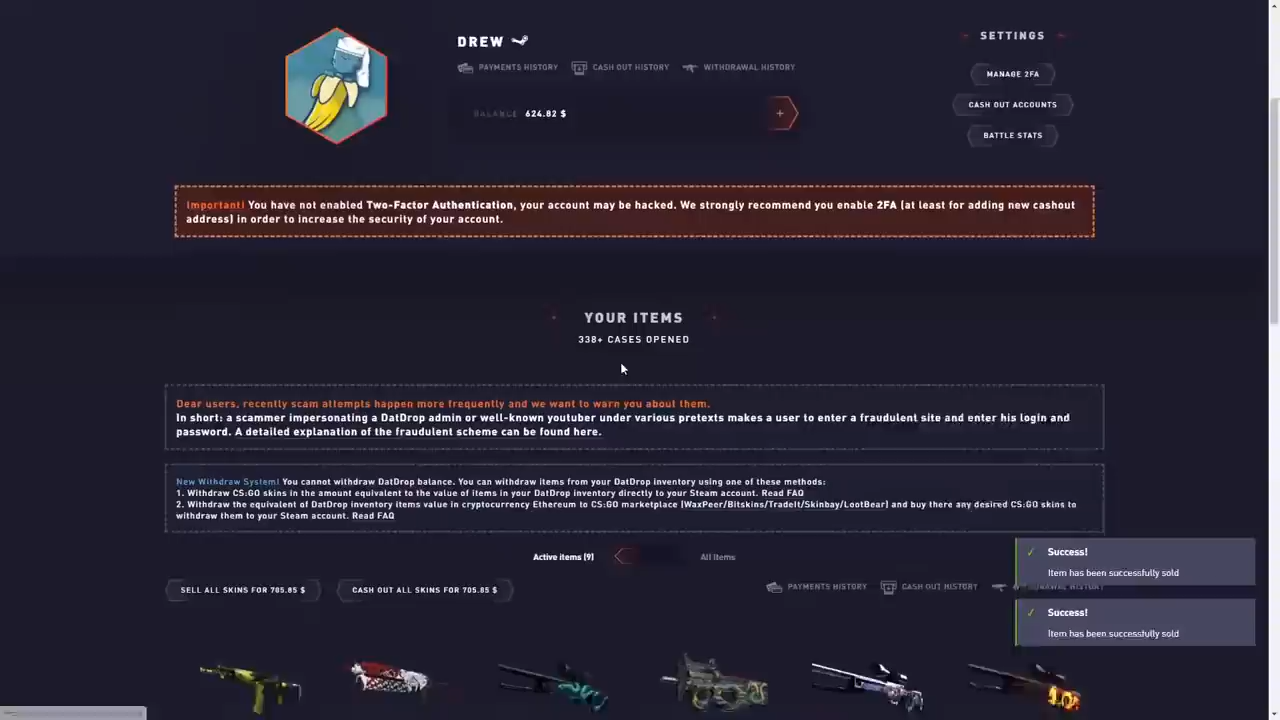 DREW
SETTINGS
PAYMENTS HISTORY
CASH OUT HISTORY
WITHDRAWAL HISTORY
MANAGE 2FA
CASH OUT ACCOUNTS
BALANCE 624.82 $
+
BATTLE STATS
Important! You have not enabled Two-Factor Authentication, your account may be hacked. We strongly recommend you enable 2FA (at least for adding new cashout
address) in order to increase the security of your account.
YOUR ITEMS
338+ CASES OPENED
Dear users, recently scam attempts happen more frequently and we want to warn you about them.
In short: a scammer impersonating a DatDrop admin or well-known youtuber under various pretexts makes a user to enter a fraudulent site and enter his login and
password. A detailed explanation of the fraudulent scheme can be found here.
New Withdraw System! You cannot withdraw DatDrop balance. You can withdraw items from your DatDrop inventory using one of these methods:
1. Withdraw CS:GO skins in the amount equivalent to the value of items in your DatDrop inventory directly to your Steam account. Read FAQ
2. Withdraw the equivalent of DatDrop inventory items value in cryptocurrency Ethereum to CS:GO marketplace (WaxPeer/Bitskins/TradeIt/Skinbay/LootBear) and buy there any desired CS:GO skins to
withdraw them to your Steam account. Read FAQ
Active items (9)
All items
Success!
Item has been successfully sold
SELL ALL SKINS FOR 705.85 $
CASH OUT ALL SKINS FOR 705.85 $
PAYMENTS HISTORY
CASH OUT HISTORY
Success!
Item has been successfully sold